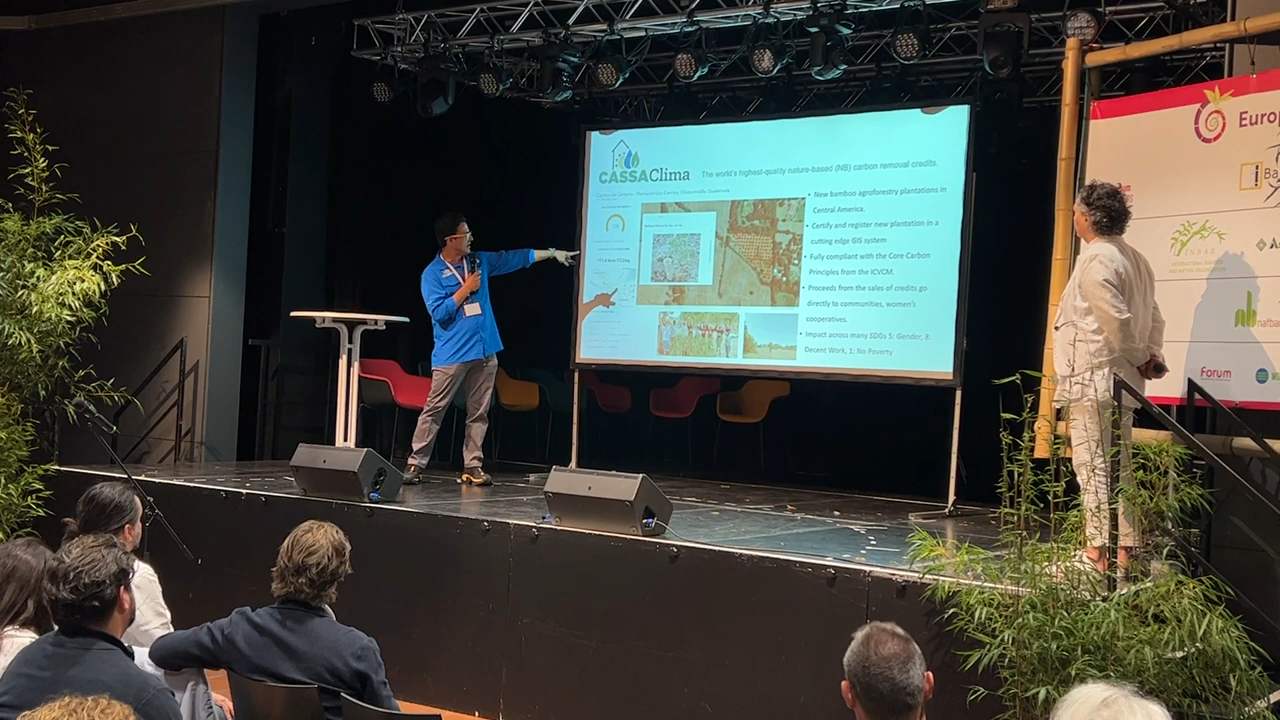 CASSAClima
The world's highest-quality nature-based (NB) carbon removal credits.
• New bamboo agroforestry plantations in
Central America.
• Certify and register new plantation in a
cutting edge GIS system
• Fully compliant with the Core Carbon
Principles from the ICVCM.
• Proceeds from the sales of credits go
directly to communities, women's
cooperatives.
• Impact across many SDGs 5: Gender, 8:
Decent Work, 1: No Poverty
Euro
INBAR
Forum